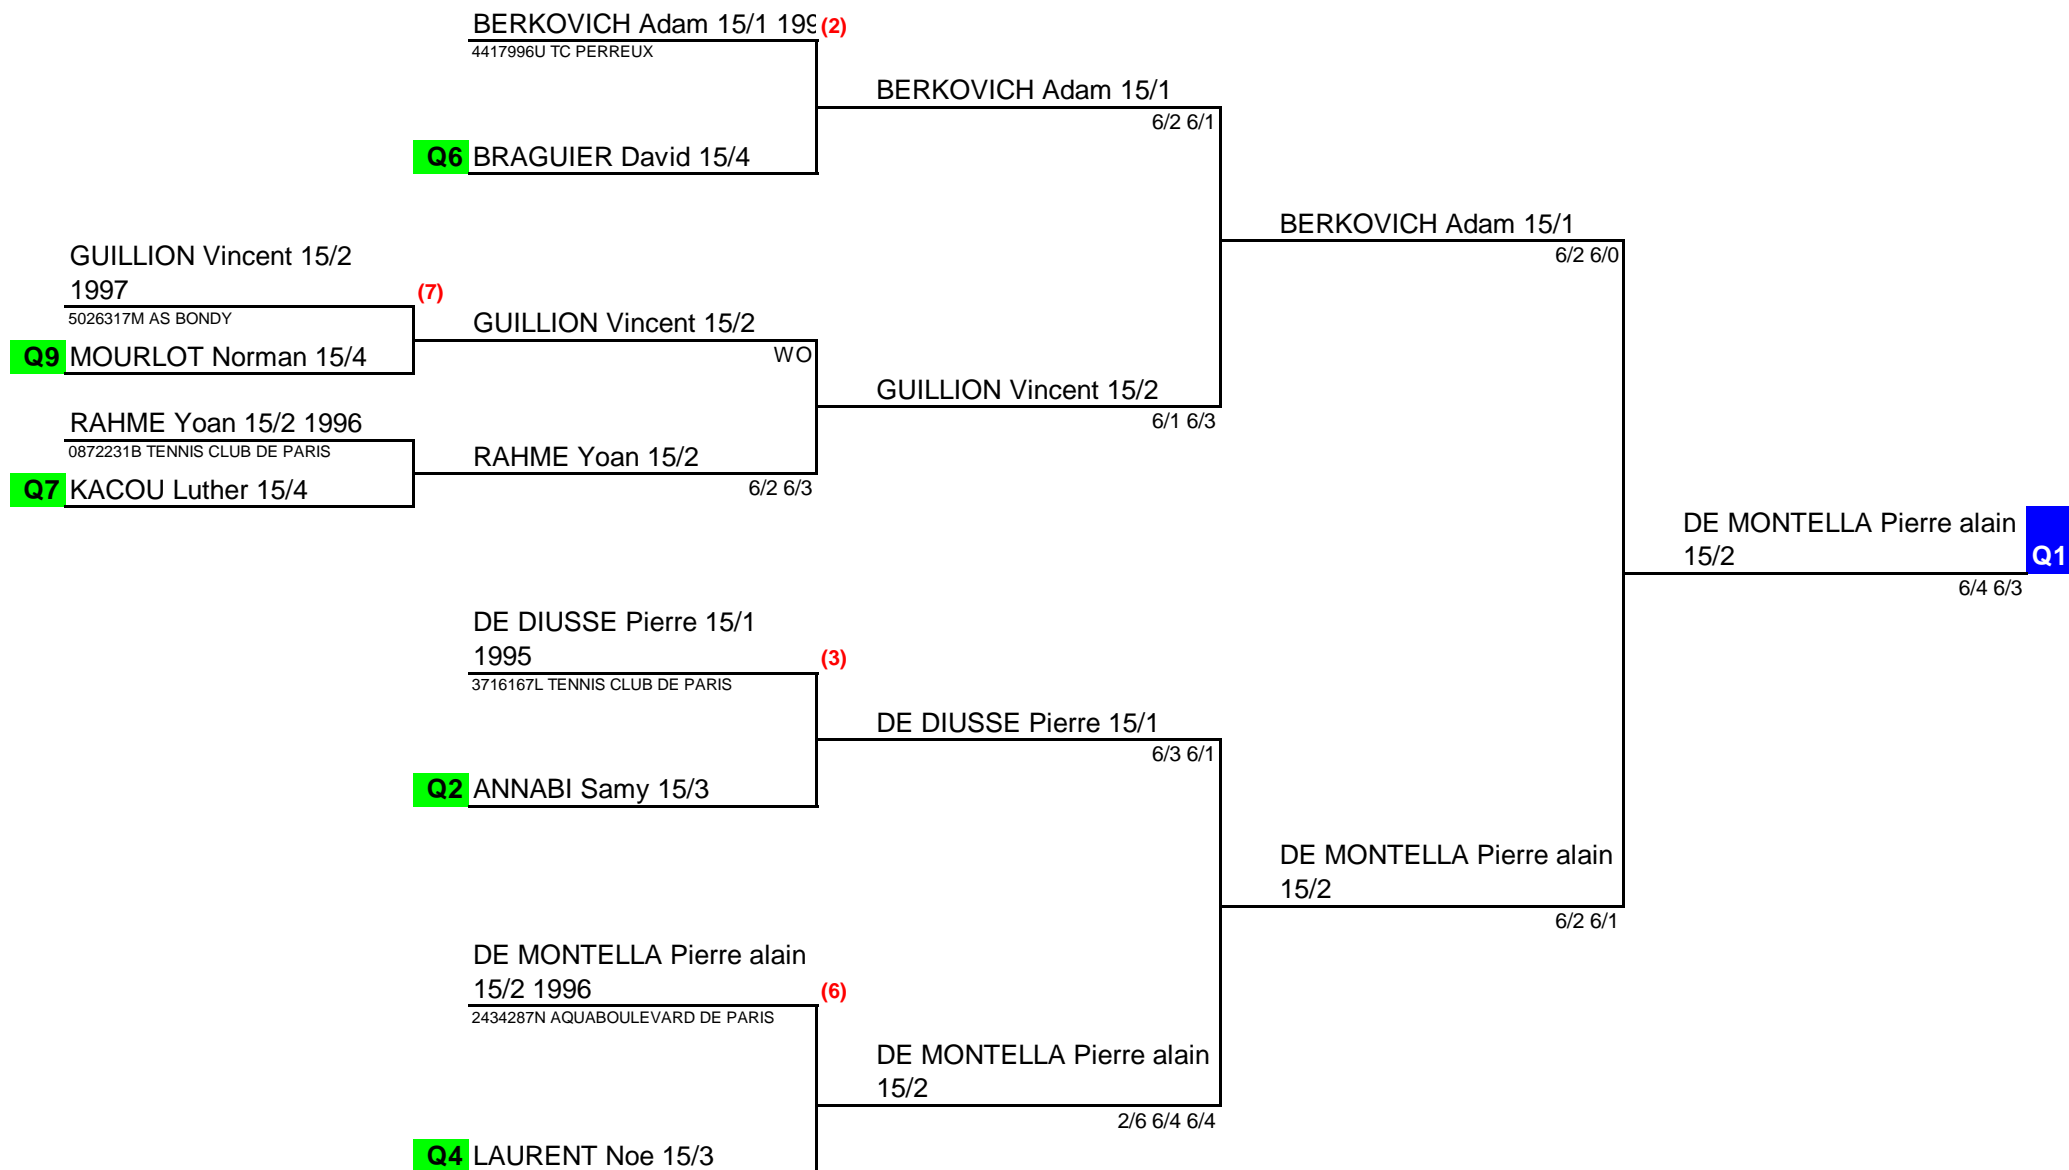 BERKOVICH Adam 15/1 199 (2)
4417996U TC PERREUX
BERKOVICH Adam 15/1
6/2 6/1
Q6 BRAGUIER David 15/4
BERKOVICH Adam 15/1
6/2 6/0
GUILLION Vincent 15/2
1997 (7)
5026317M AS BONDY
GUILLION Vincent 15/2
WO
Q9 MOURLOT Norman 15/4
GUILLION Vincent 15/2
6/1 6/3
RAHME Yoan 15/2 1996
0872231B TENNIS CLUB DE PARIS
RAHME Yoan 15/2
6/2 6/3
Q7 KACOU Luther 15/4
DE MONTELLA Pierre alain
15/2 Q1
6/4 6/3
DE DIUSSE Pierre 15/1
1995 (3)
3716167L TENNIS CLUB DE PARIS
DE DIUSSE Pierre 15/1
6/3 6/1
Q2 ANNABI Samy 15/3
DE MONTELLA Pierre alain
15/2
6/2 6/1
DE MONTELLA Pierre alain
15/2 1996 (6)
2434287N AQUABOULEVARD DE PARIS
DE MONTELLA Pierre alain
15/2
2/6 6/4 6/4
Q4 LAURENT Noe 15/3